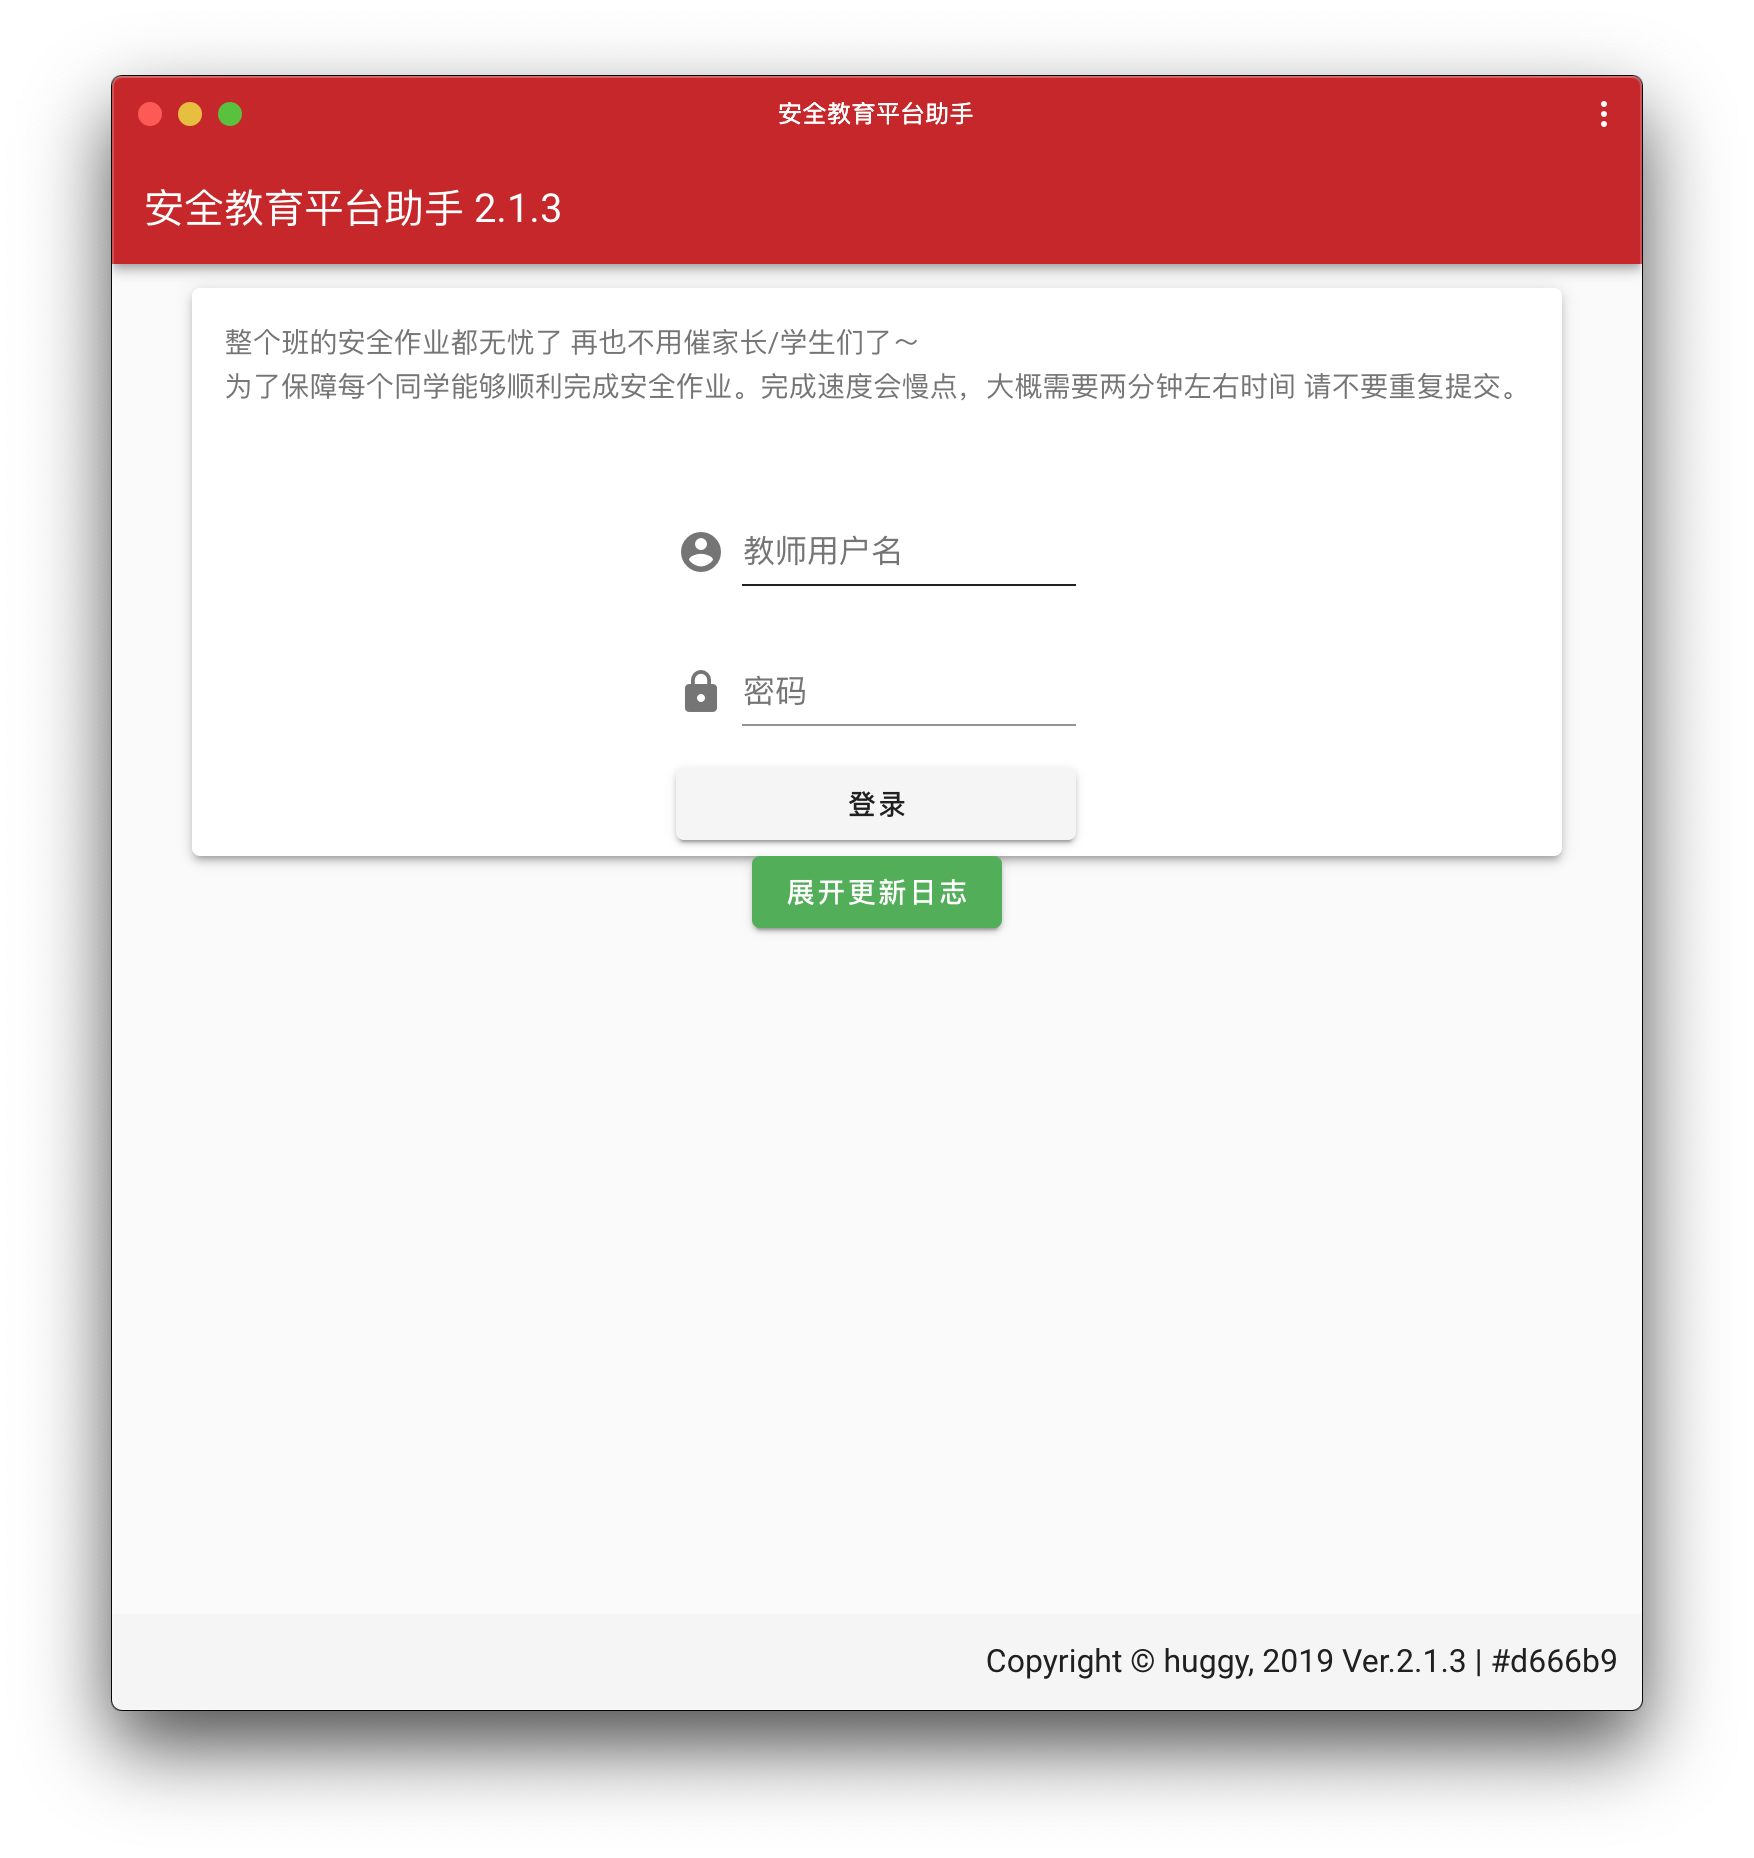 安全教育平台助手
安全教育平台助手 2.1.3
整个班的安全作业都无忧了 再也不用催家长/学生们了～
为了保障每个同学能够顺利完成安全作业。完成速度会慢点，大概需要两分钟左右时间 请不要重复提交。
教师用户名
密码
登录
展开更新日志
Copyright © huggy, 2019 Ver.2.1.3 | #d666b9